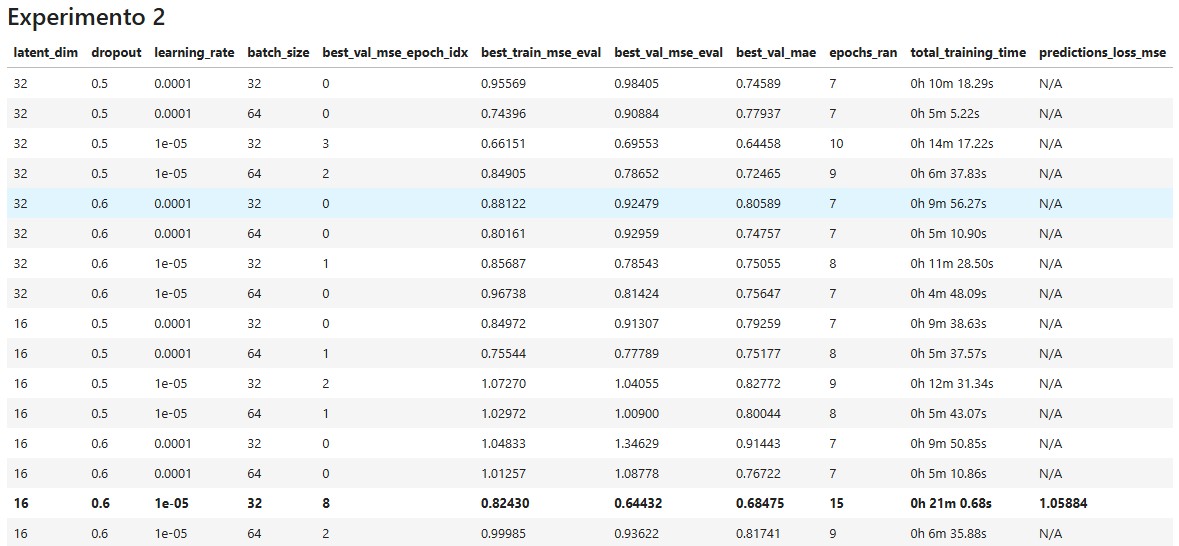 Experimento 2
latent_dim dropout learning_rate batch_size best_val_mse_epoch_idx best_train_mse_eval best_val_mse_eval best_val_mae epochs_ran total_training_time predictions_loss_mse
32 0.5 0.0001 32 0 0.95569 0.98405 0.74589 7 0h 10m 18.29s N/A
32 0.5 0.0001 64 0 0.74396 0.90884 0.77937 7 0h 5m 5.22s N/A
32 0.5 1e-05 32 3 0.66151 0.69553 0.64458 10 0h 14m 17.22s N/A
32 0.5 1e-05 64 2 0.84905 0.78652 0.72465 9 0h 6m 37.83s N/A
32 0.6 0.0001 32 0 0.88122 0.92479 0.80589 7 0h 9m 56.27s N/A
32 0.6 0.0001 64 0 0.80161 0.92959 0.74757 7 0h 5m 10.90s N/A
32 0.6 1e-05 32 1 0.85687 0.78543 0.75055 8 0h 11m 28.50s N/A
32 0.6 1e-05 64 0 0.96738 0.81424 0.75647 7 0h 4m 48.09s N/A
16 0.5 0.0001 32 0 0.84972 0.91307 0.79259 7 0h 9m 38.63s N/A
16 0.5 0.0001 64 1 0.75544 0.77789 0.75177 8 0h 5m 37.57s N/A
16 0.5 1e-05 32 2 1.07270 1.04055 0.82772 9 0h 12m 31.34s N/A
16 0.5 1e-05 64 1 1.02972 1.00900 0.80044 8 0h 5m 43.07s N/A
16 0.6 0.0001 32 0 1.04833 1.34629 0.91443 7 0h 9m 50.85s N/A
16 0.6 0.0001 64 0 1.01257 1.08778 0.76722 7 0h 5m 10.86s N/A
16 0.6 1e-05 32 8 0.82430 0.64432 0.68475 15 0h 21m 0.68s 1.05884
16 0.6 1e-05 64 2 0.99985 0.93622 0.81741 9 0h 6m 35.88s N/A